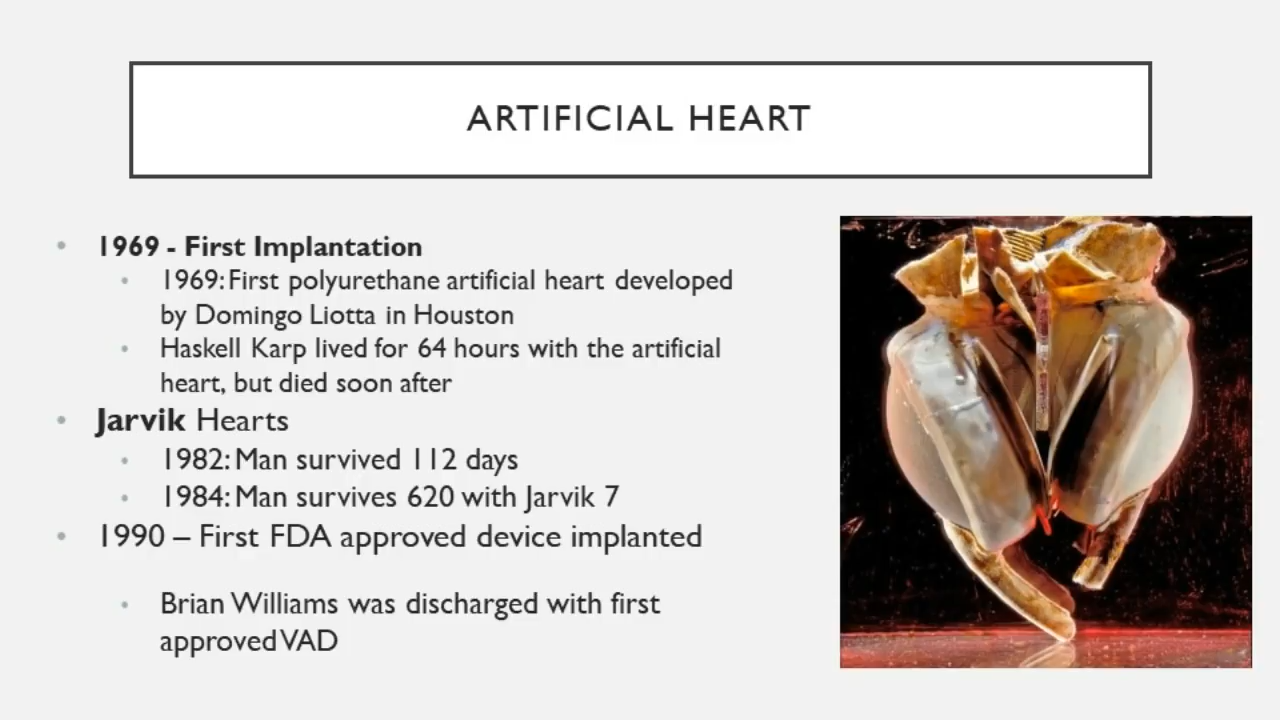 ARTIFICIAL HEART
• 1969 - First Implantation
• 1969: First polyurethane artificial heart developed
by Domingo Liotta in Houston
• Haskell Karp lived for 64 hours with the artificial
heart, but died soon after
• Jarvik Hearts
• 1982: Man survived 112 days
• 1984: Man survives 620 with Jarvik 7
• 1990 – First FDA approved device implanted
• Brian Williams was discharged with first
approved VAD